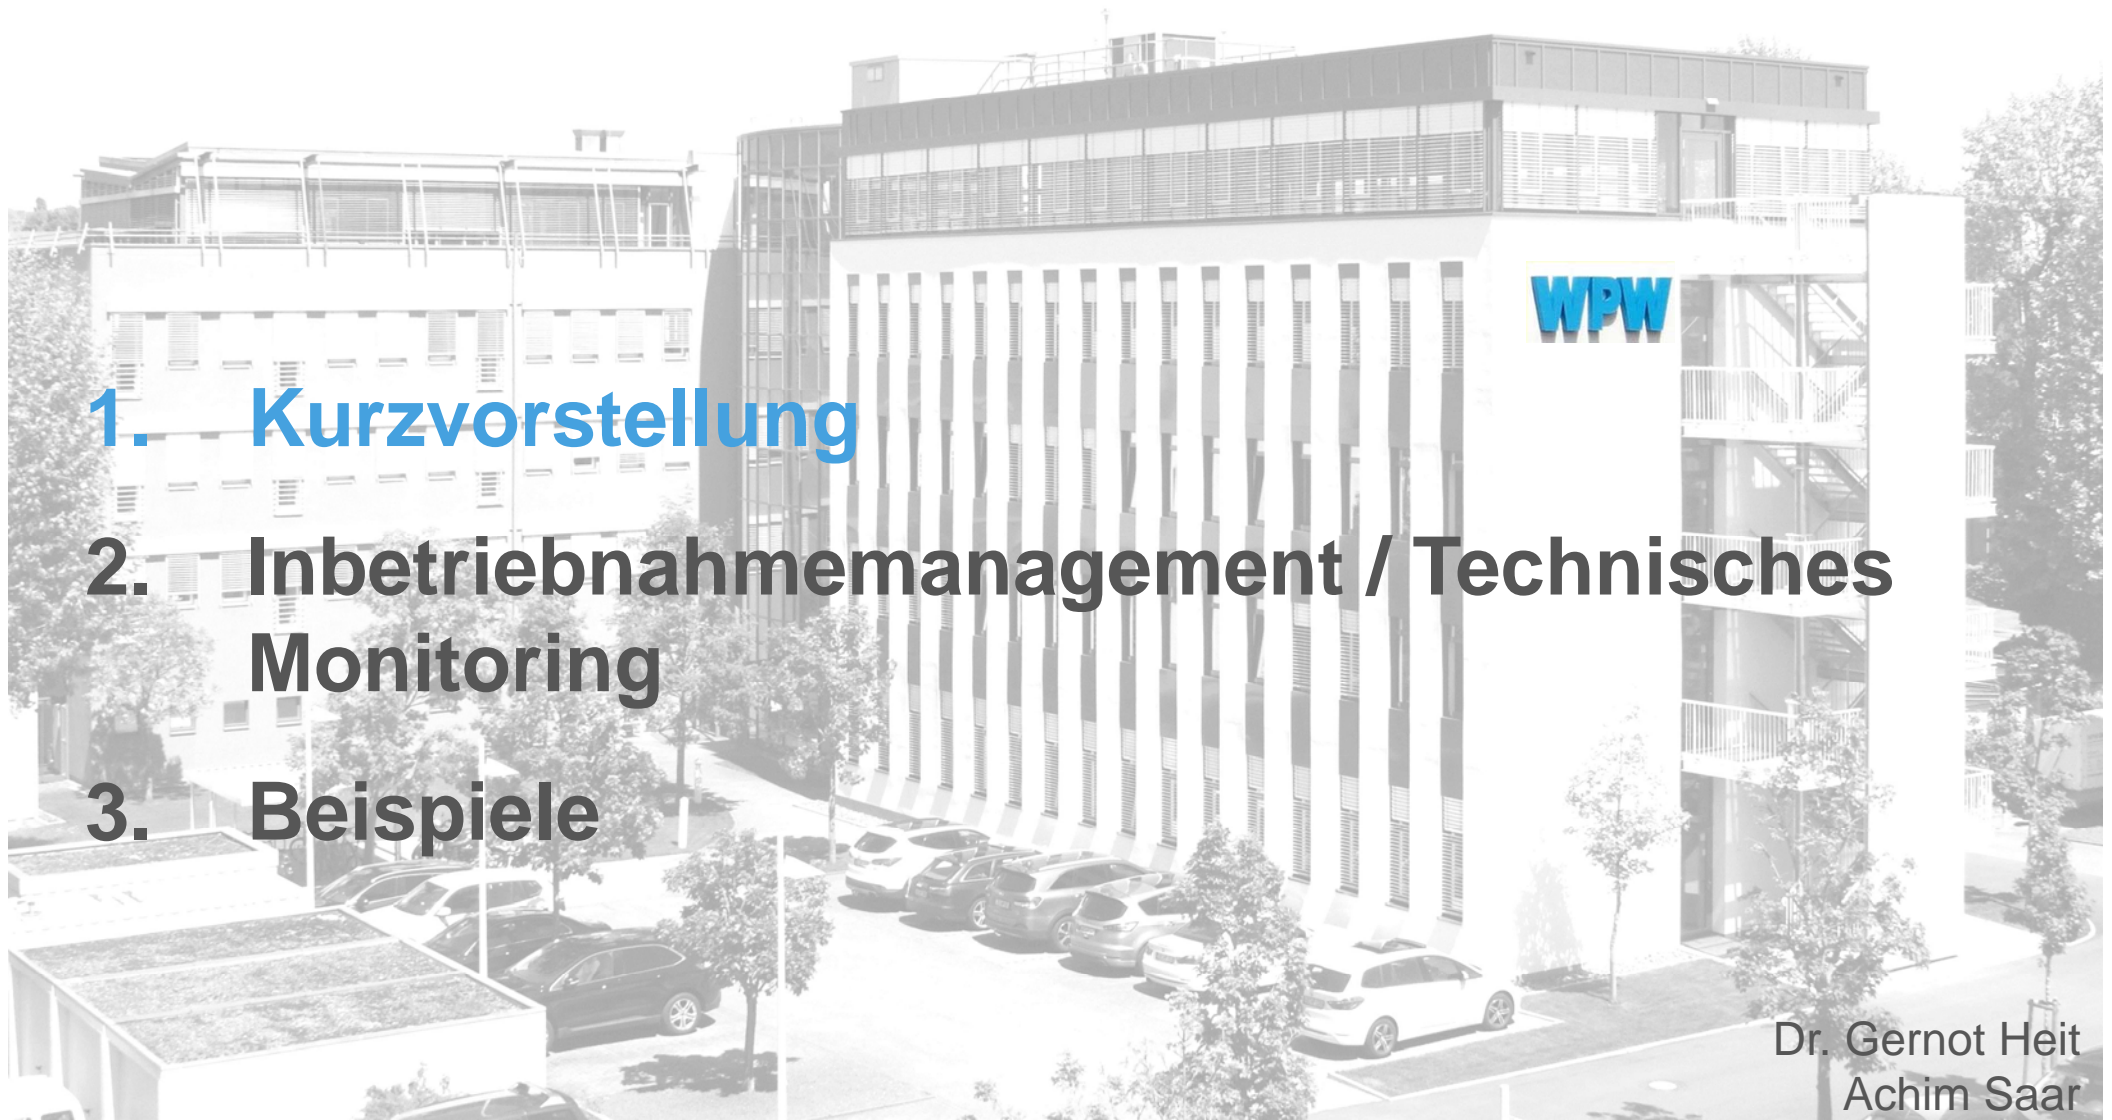 WPW
1. Kurzvorstellung
2. Inbetriebnahmemanagement / Technisches
Monitoring
3. Beispiele
Dr. Gernot Heit
Achim Saar